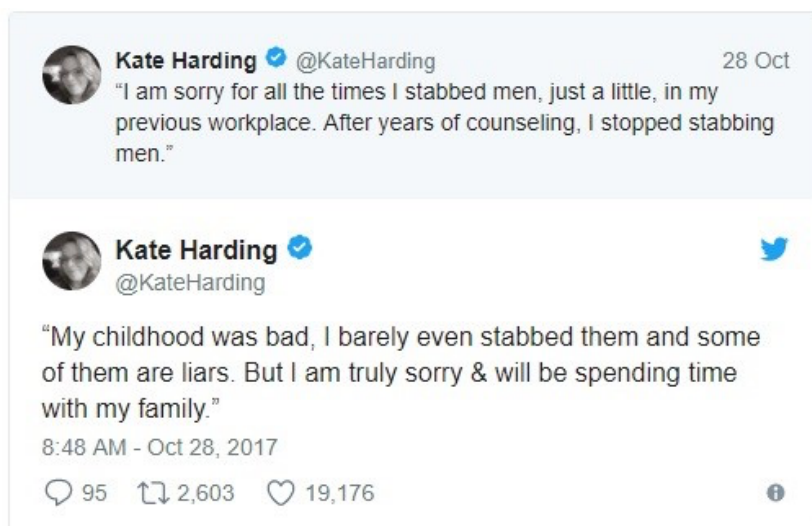 Kate Harding @KateHarding 28 Oct
“I am sorry for all the times I stabbed men, just a little, in my
previous workplace. After years of counseling, I stopped stabbing
men.”
Kate Harding
@KateHarding
“My childhood was bad, I barely even stabbed them and some
of them are liars. But I am truly sorry & will be spending time
with my family.”
8:48 AM - Oct 28, 2017
95 2,603 19,176